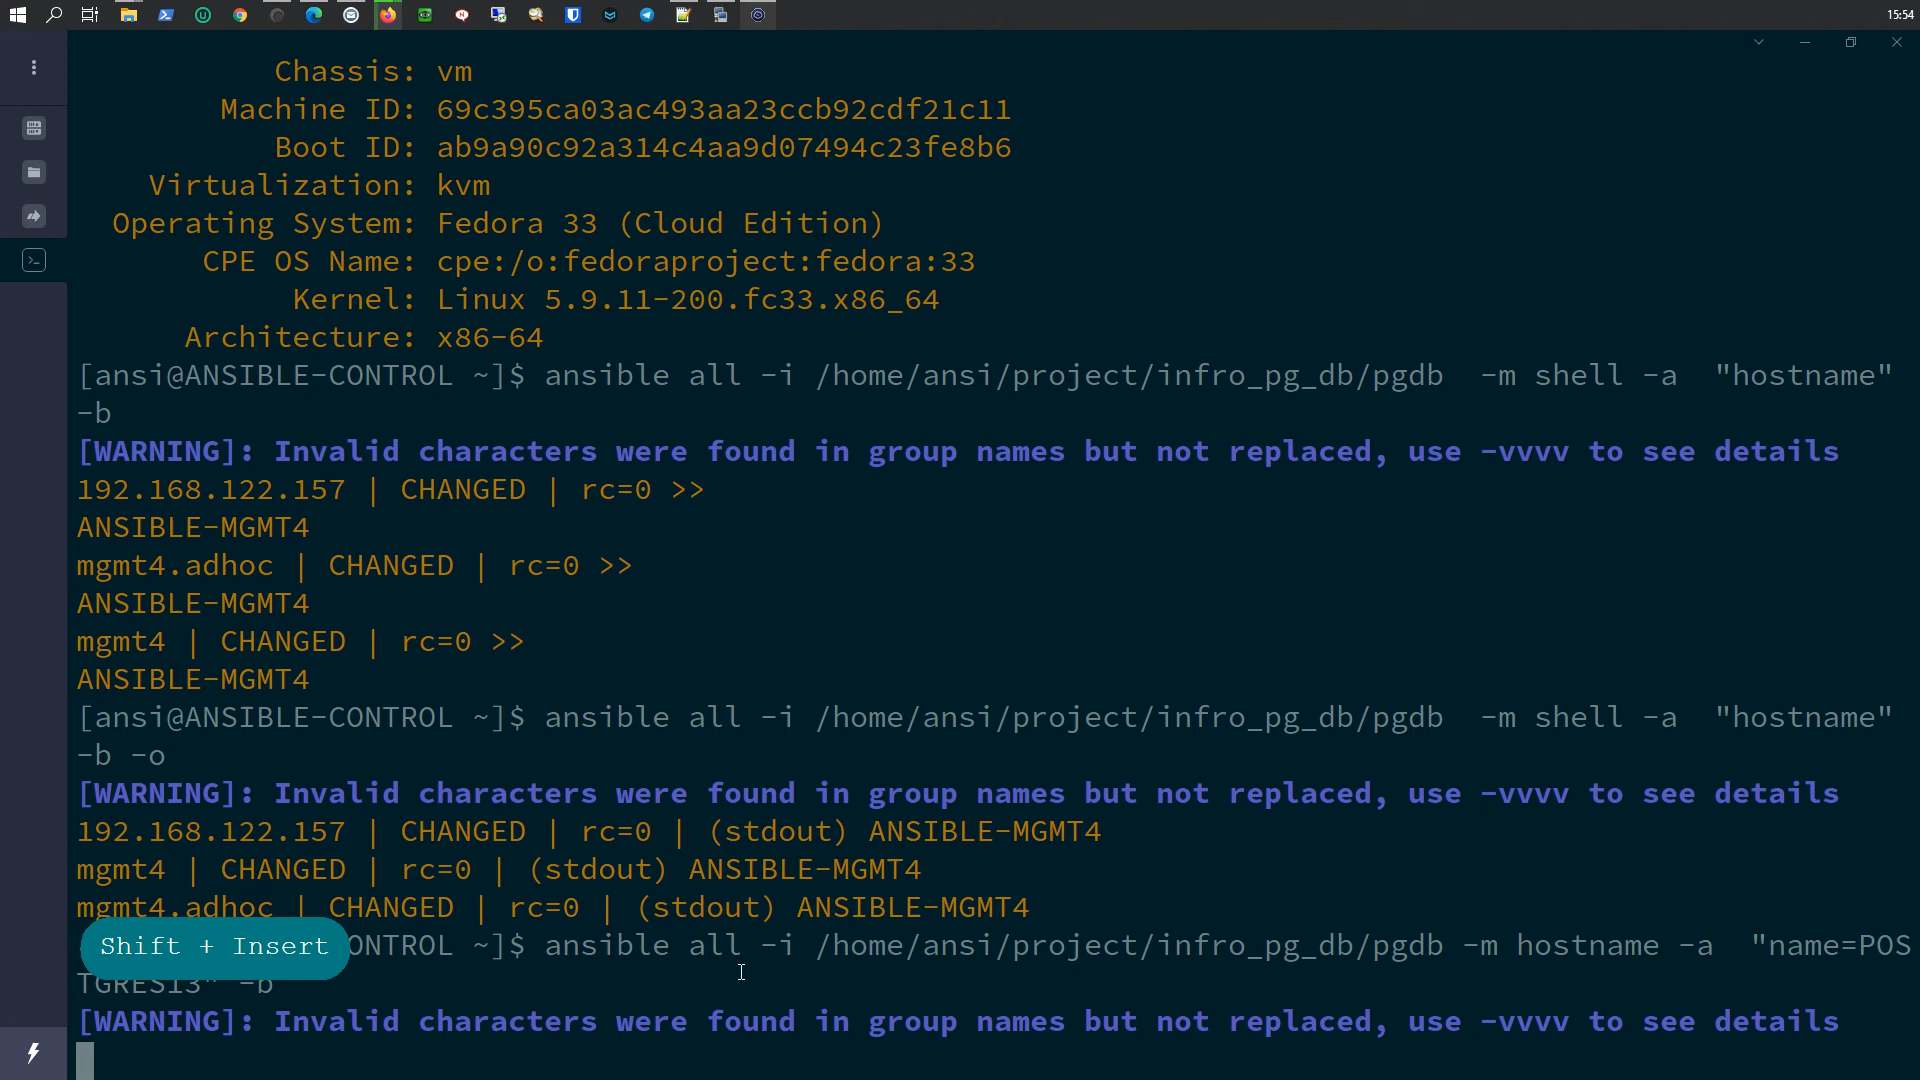 15:54
Chassis: vm
Machine ID: 69c395ca03ac493aa23ccb92cdf21c11
Boot ID: ab9a90c92a314c4aa9d07494c23fe8b6
Virtualization: kvm
Operating System: Fedora 33 (Cloud Edition)
CPE OS Name: cpe:/o:fedoraproject:fedora:33
Kernel: Linux 5.9.11-200.fc33.x86_64
Architecture: x86-64
[ansi@ANSIBLE-CONTROL ~]$ ansible all -i /home/ansi/project/infro_pg_db/pgdb  -m shell -a  "hostname"
-b
[WARNING]: Invalid characters were found in group names but not replaced, use -vvvv to see details
192.168.122.157 | CHANGED | rc=0 >>
ANSIBLE-MGMT4
mgmt4.adhoc | CHANGED | rc=0 >>
ANSIBLE-MGMT4
mgmt4 | CHANGED | rc=0 >>
ANSIBLE-MGMT4
[ansi@ANSIBLE-CONTROL ~]$ ansible all -i /home/ansi/project/infro_pg_db/pgdb  -m shell -a  "hostname"
-b -o
[WARNING]: Invalid characters were found in group names but not replaced, use -vvvv to see details
192.168.122.157 | CHANGED | rc=0 | (stdout) ANSIBLE-MGMT4
mgmt4 | CHANGED | rc=0 | (stdout) ANSIBLE-MGMT4
mgmt4.adhoc | CHANGED | rc=0 | (stdout) ANSIBLE-MGMT4
Shift + Insert
ONTROL ~]$ ansible all -i /home/ansi/project/infro_pg_db/pgdb -m hostname -a  "name=POS
TGRES13" -b
[WARNING]: Invalid characters were found in group names but not replaced, use -vvvv to see details